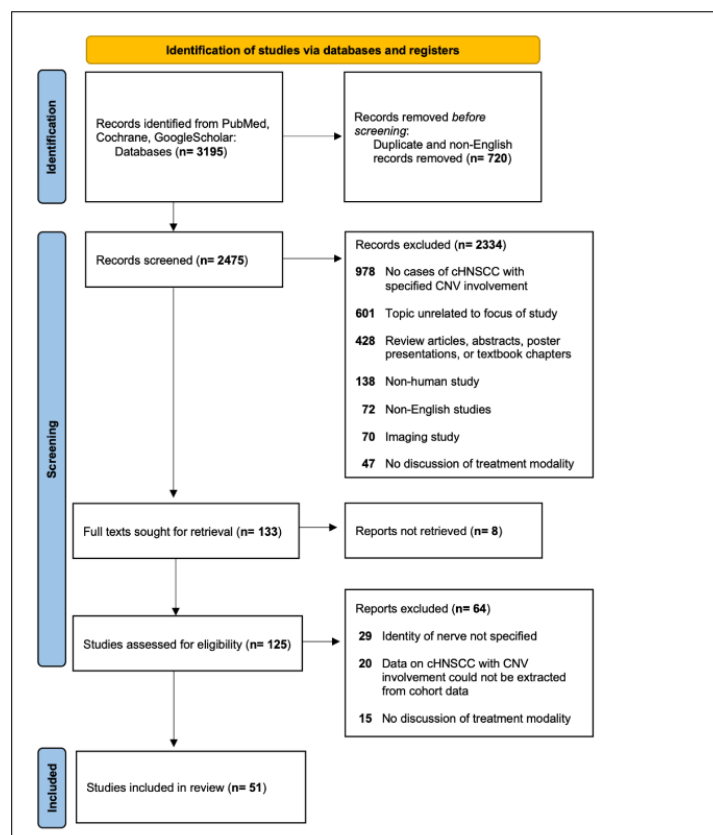 Identification of studies via databases and registers
Identification
Records identified from PubMed,
Cochrane, GoogleScholar:
Databases (n= 3195)
Records removed before
screening:
Duplicate and non-English
records removed (n= 720)
Screening
Records screened (n= 2475)
Records excluded (n= 2334)
978 No cases of cHNSCC with
specified CNV involvement
601 Topic unrelated to focus of study
428 Review articles, abstracts, poster
presentations, or textbook chapters
138 Non-human study
72 Non-English studies
70 Imaging study
47 No discussion of treatment modality
Full texts sought for retrieval (n= 133)
Reports not retrieved (n= 8)
Studies assessed for eligibility (n= 125)
Reports excluded (n= 64)
29 Identity of nerve not specified
20 Data on cHNSCC with CNV
involvement could not be extracted
from cohort data
15 No discussion of treatment modality
Included
Studies included in review (n= 51)